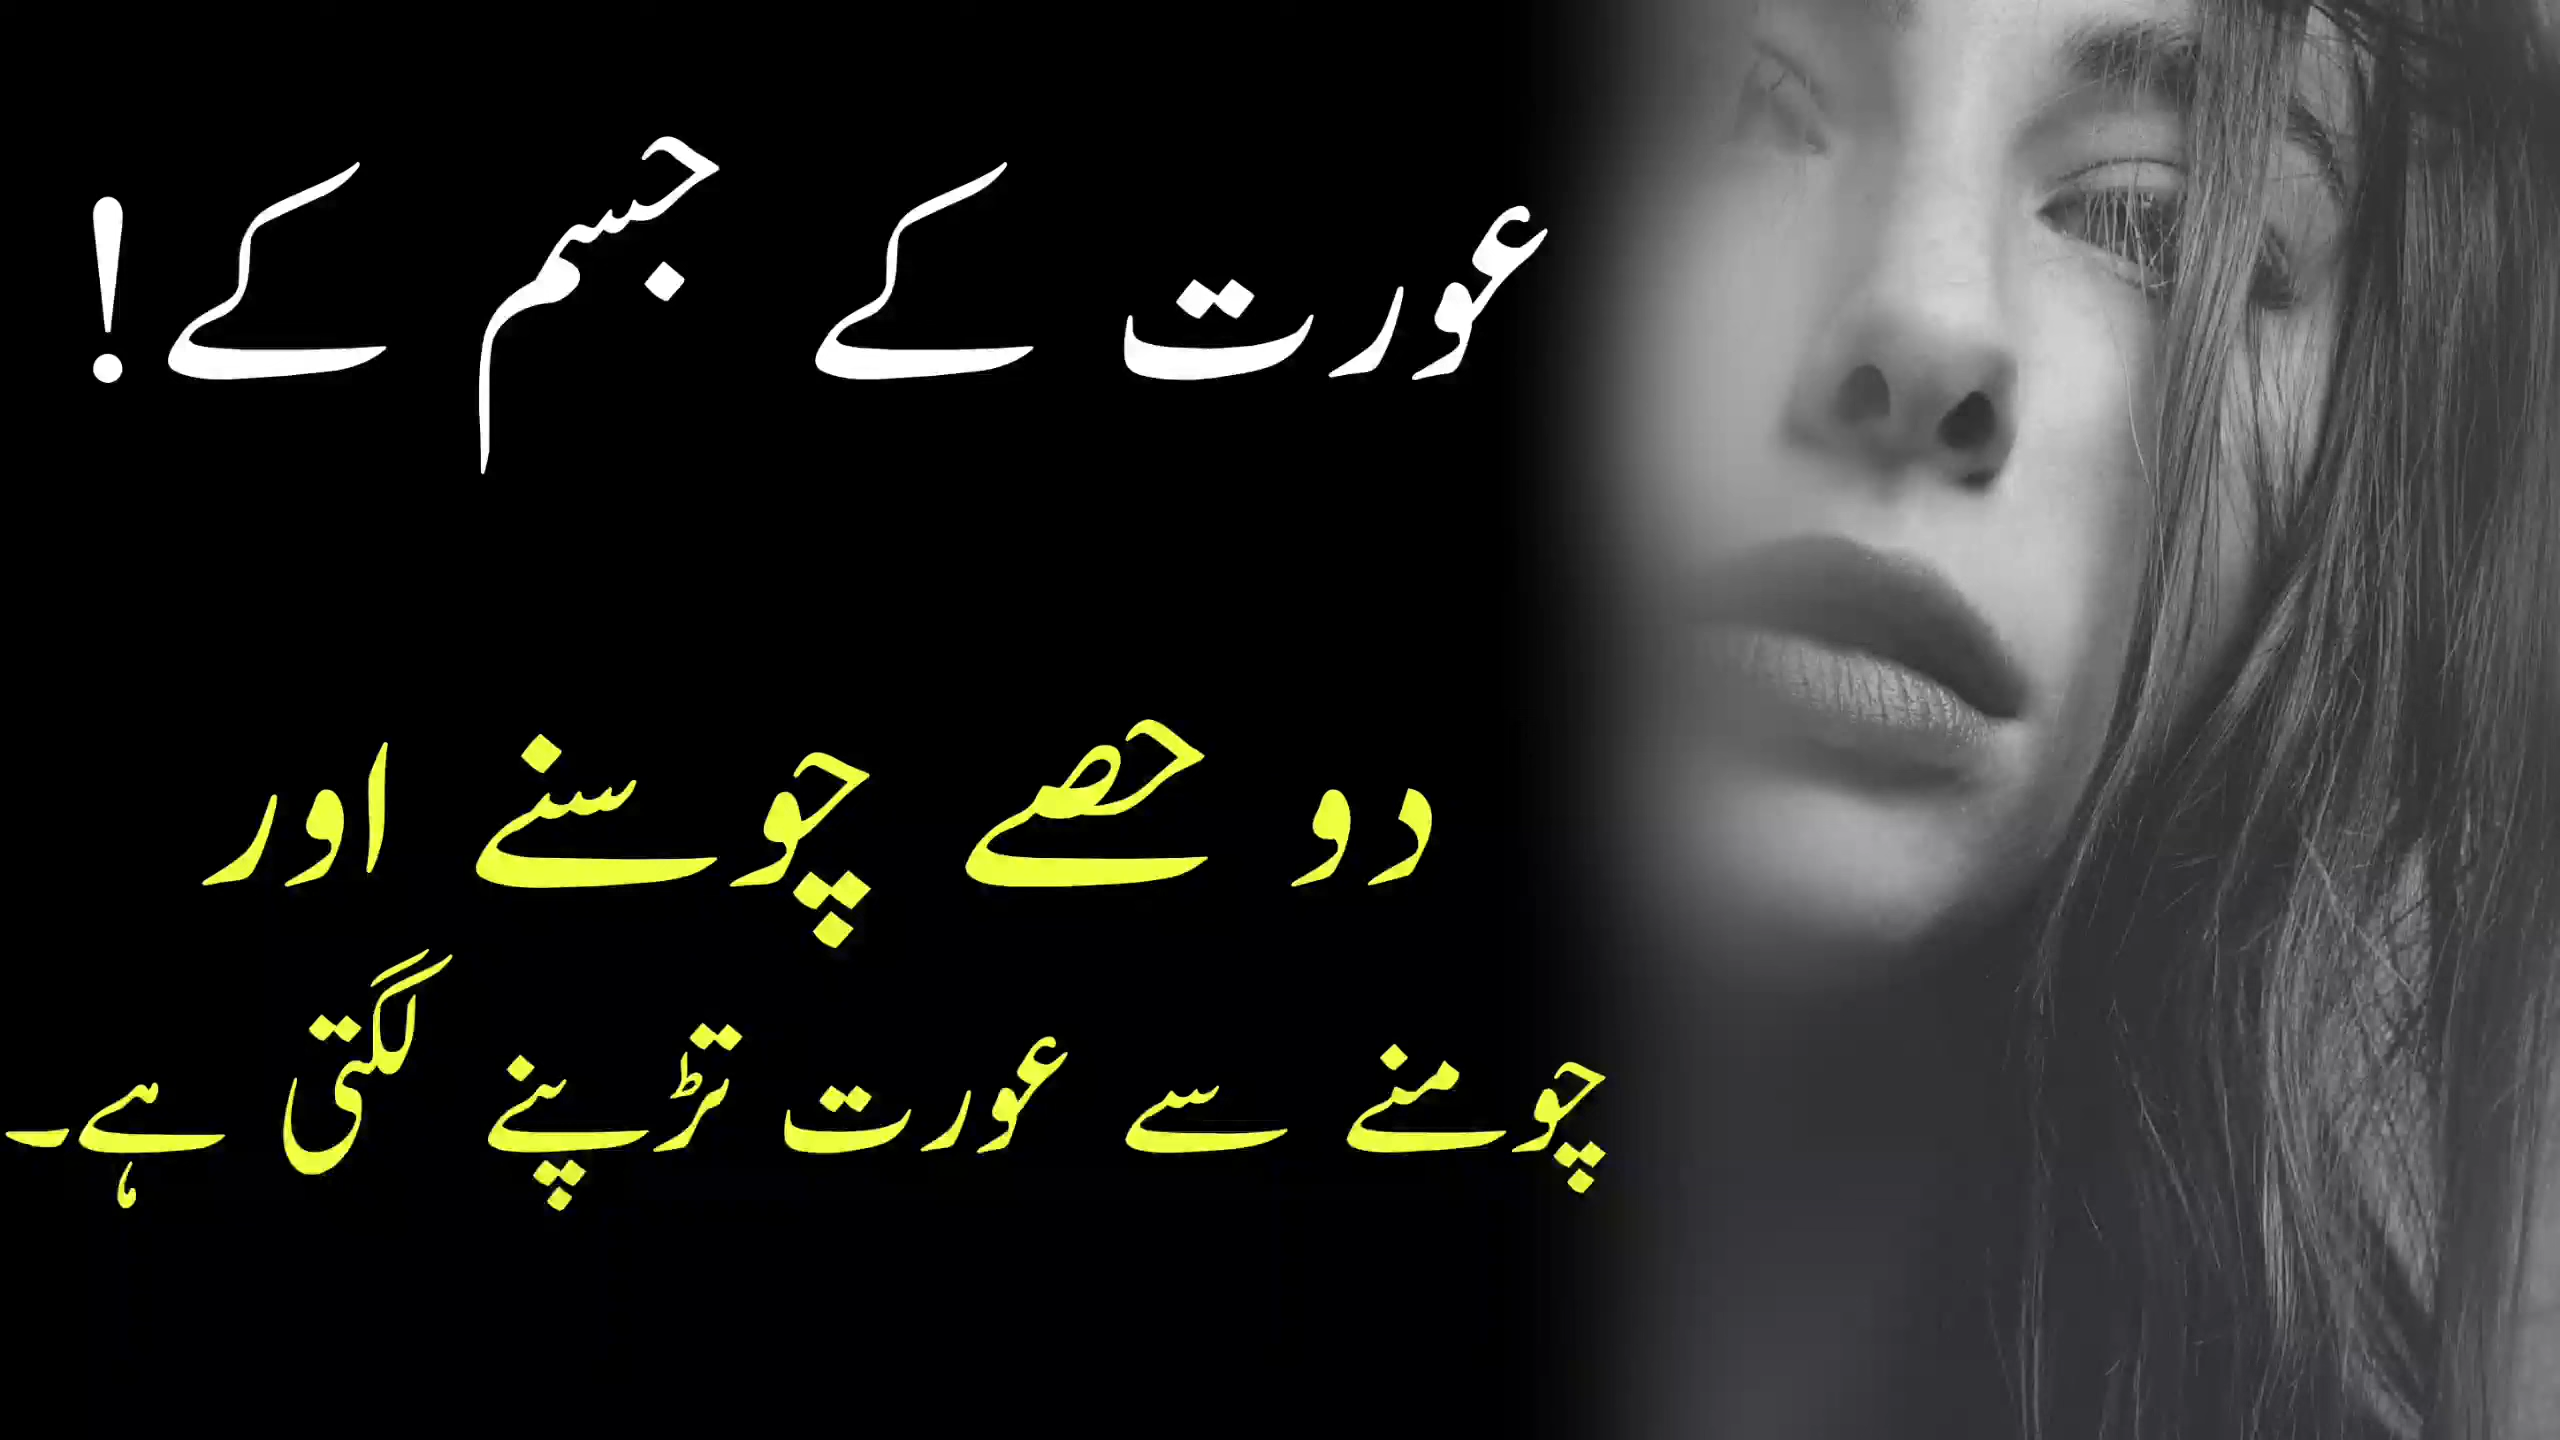 عورت کے جسم کے!
دو حصے چوسنے اور
چومنے سے عورت تڑپنے لگتی ہے۔